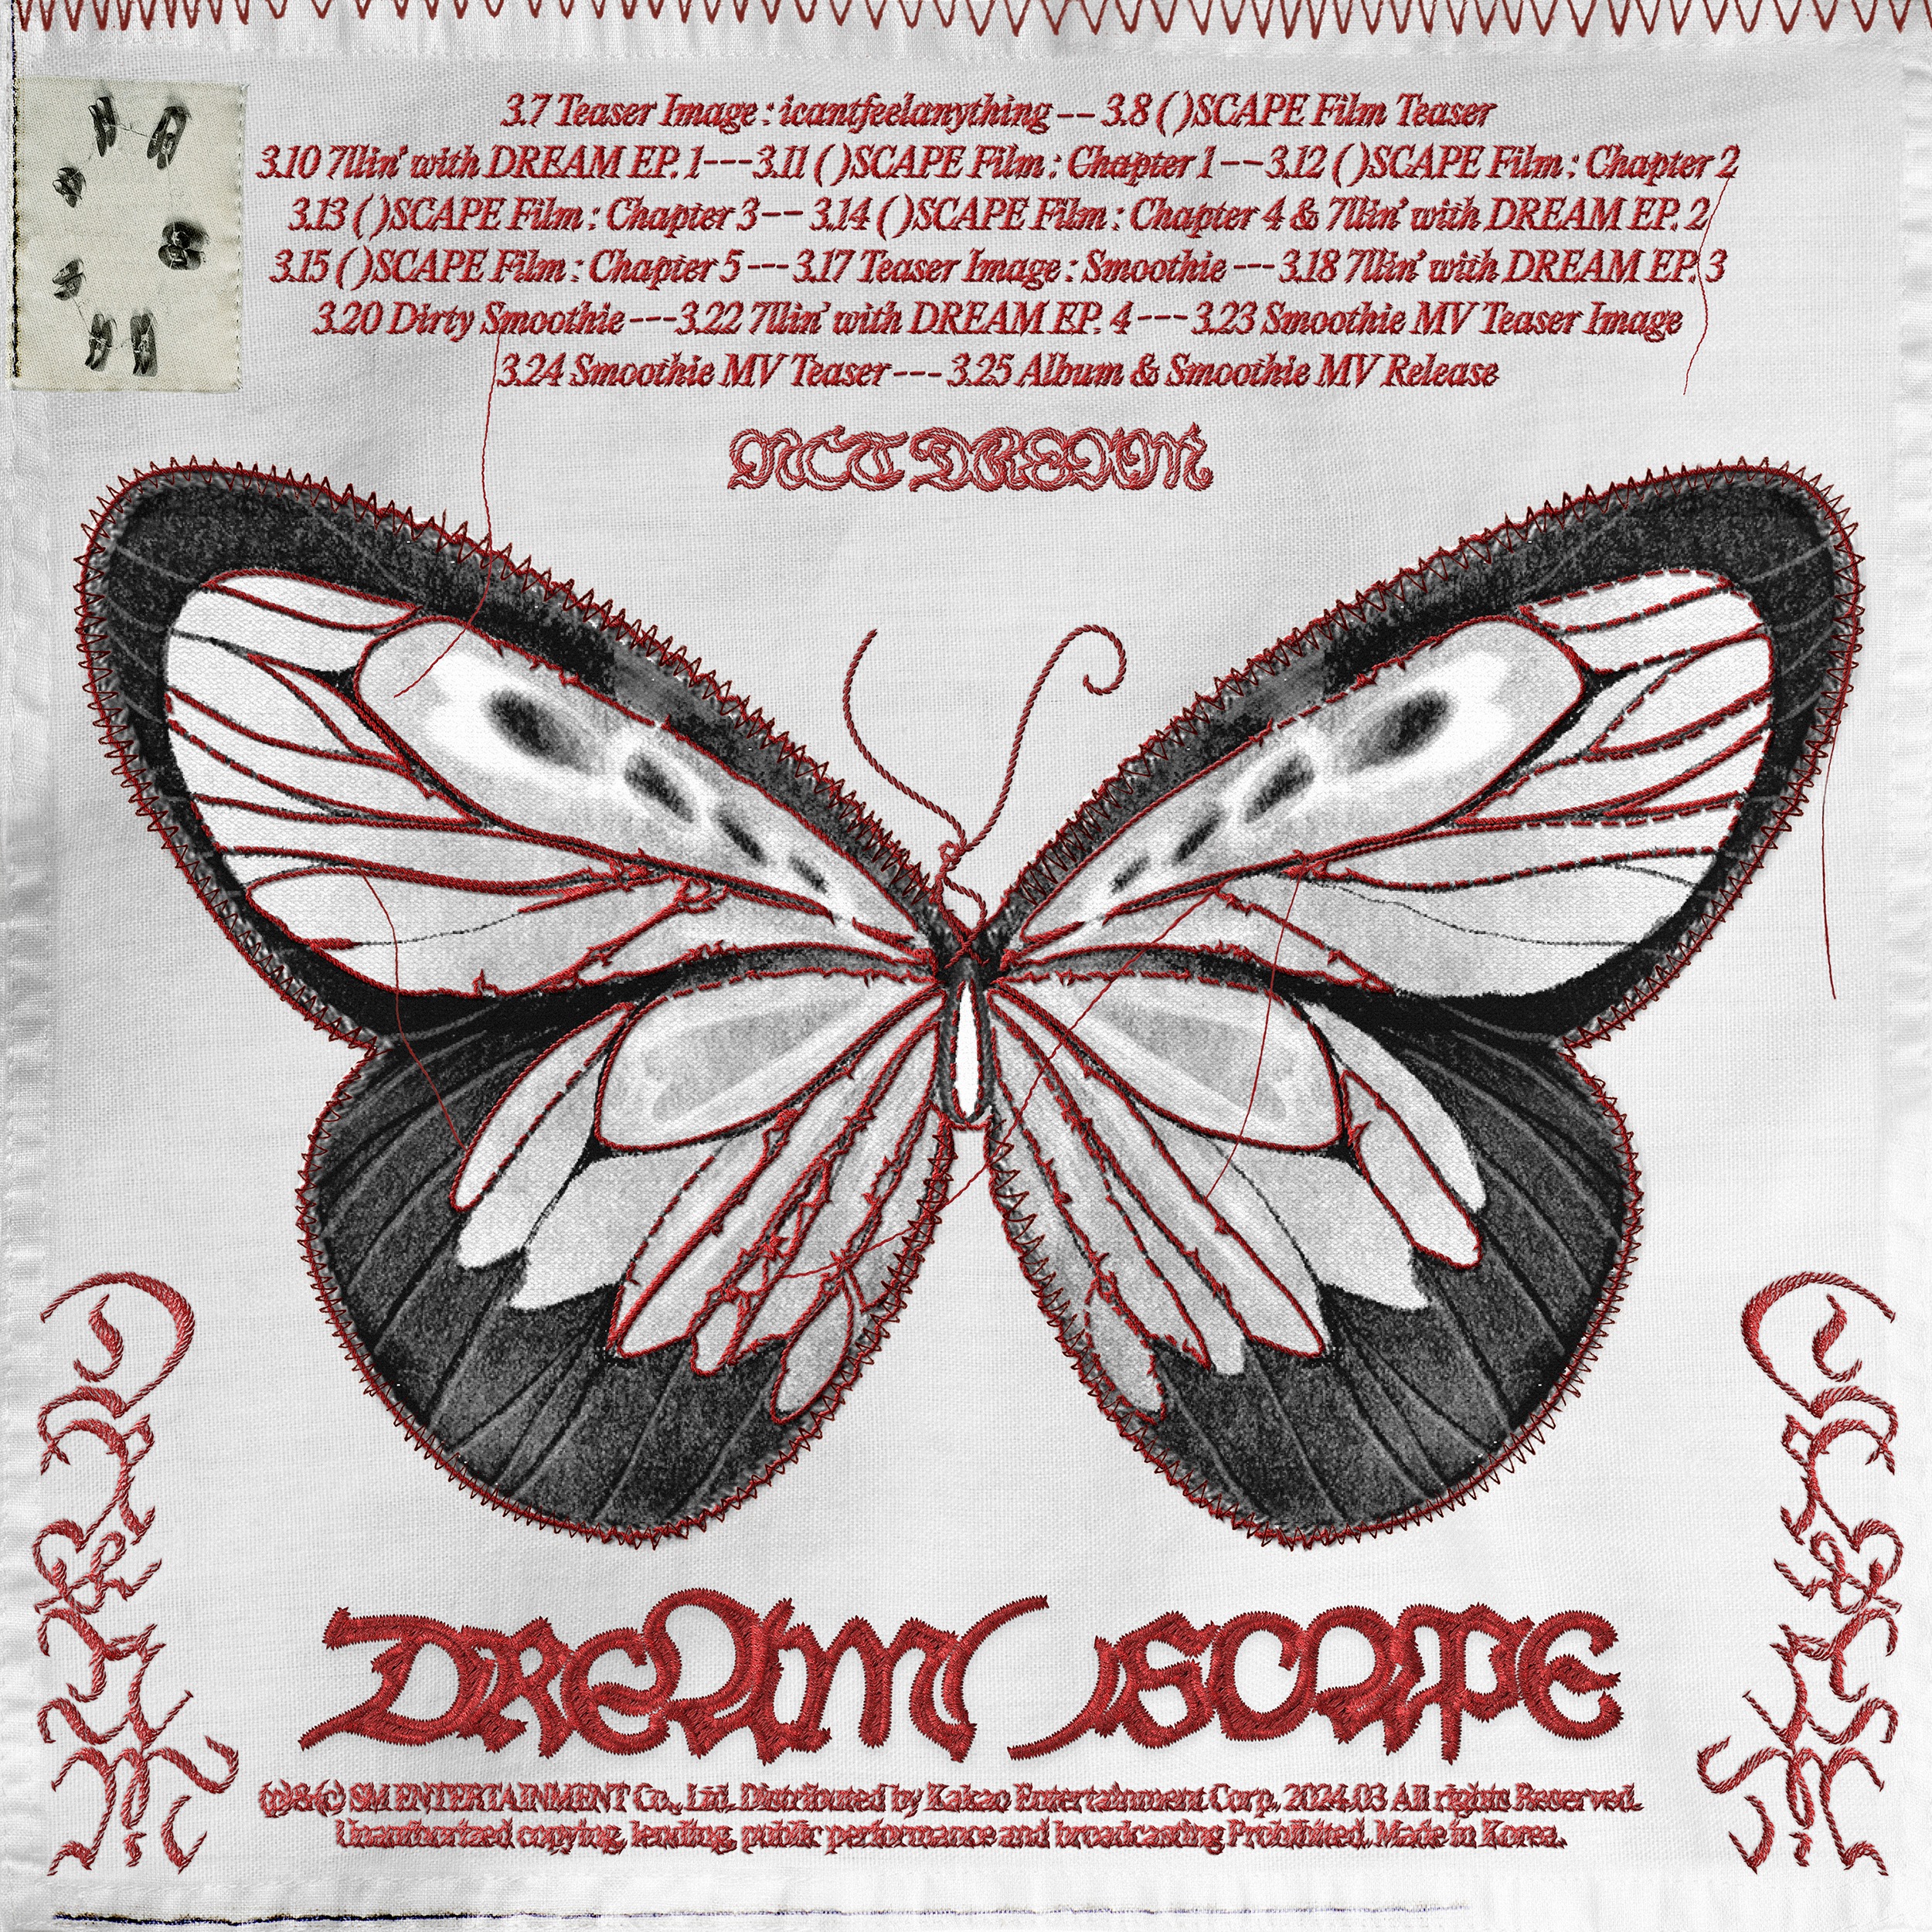 3.7 Teaser Image : icantfeelanything -- 3.8 ( )SCAPE Film Teaser
3.10 7llin' with DREAM EP. 1---3.11 ( )SCAPE Film : Chapter 1--3.12 ( )SCAPE Film : Chapter 2
3.13 ( )SCAPE Film : Chapter 3-- 3.14 ( )SCAPE Film : Chapter 4 & 7llin' with DREAM EP. 2
3.15 ( )SCAPE Film : Chapter 5 ---3.17 Teaser Image : Smoothie ---3.18 7llin' with DREAM EP. 3
3.20 Dirty Smoothie ---3.22 7llin' with DREAM EP. 4---3.23 Smoothie MV Teaser Image
3.24 Smoothie MV Teaser --- 3.25 Album & Smoothie MV Release
NCT DREAM
DREAM SCAPE
(p)&(c) SM ENTERTAINMENT Co., Ltd. Distributed by Kakao Entertainment Corp. 2024.03 All rights Reserved.
Unauthorized copying, lending, public performance and broadcasting Prohibited. Made in Korea.